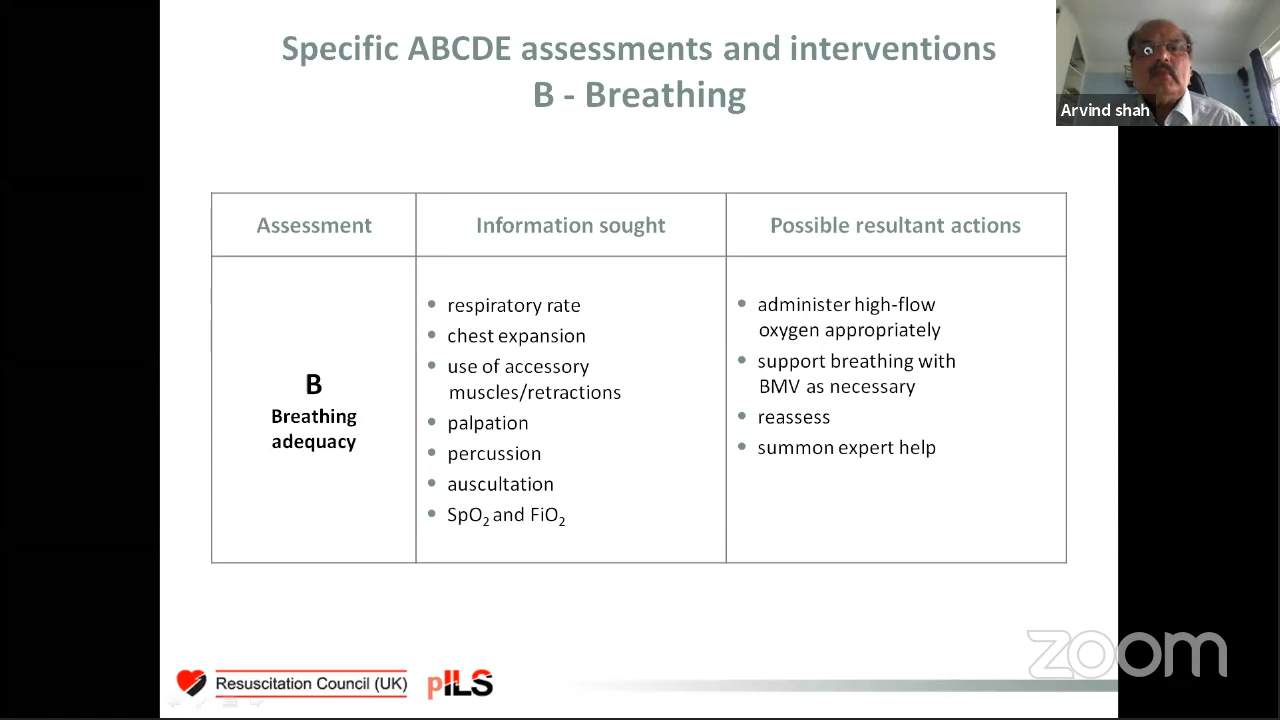 Specific ABCDE assessments and interventions
B - Breathing
Arvind shah
Assessment
Information sought
Possible resultant actions
B
Breathing
adequacy
• respiratory rate
• chest expansion
• use of accessory
muscles/retractions
• palpation
• percussion
• auscultation
• SpO₂ and FiO₂
• administer high-flow
oxygen appropriately
• support breathing with
BMV as necessary
• reassess
• summon expert help
Resuscitation Council (UK)
pILS
zoom